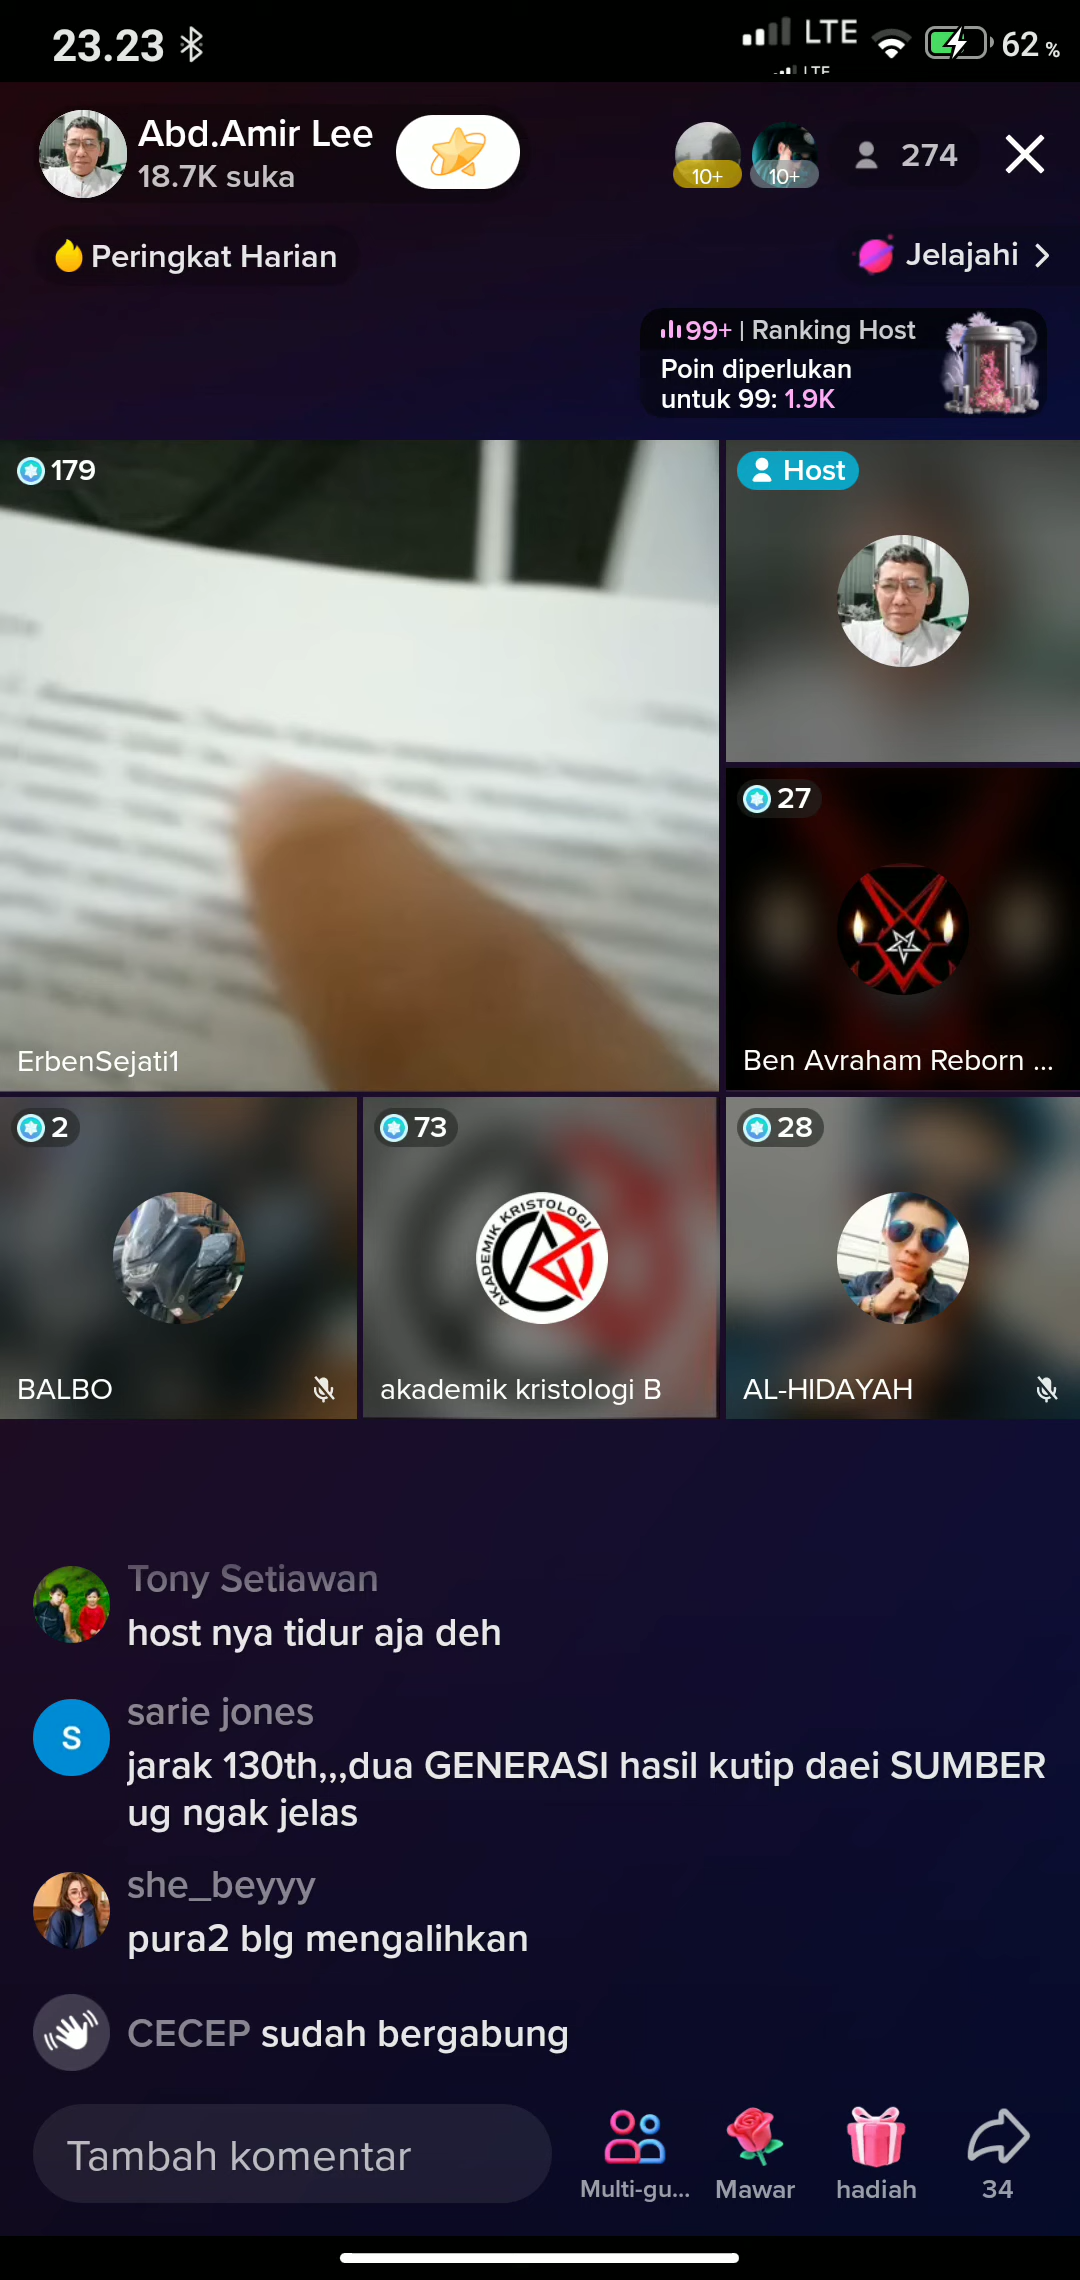 23.23
LTE
62 %
LTE
Abd.Amir Lee
18.7K suka
10+
10+
274
Peringkat Harian
Jelajahi
99+ | Ranking Host
Poin diperlukan
untuk 99: 1.9K
179
Host
27
ErbenSejati1
Ben Avraham Reborn ...
2
73
28
AKADEMIK KRISTOLOGI
BALBO
akademik kristologi B
AL-HIDAYAH
Tony Setiawan
host nya tidur aja deh
S
sarie jones
jarak 130th,,,dua GENERASI hasil kutip daei SUMBER
ug ngak jelas
she_beyyy
pura2 blg mengalihkan
CECEP sudah bergabung
Tambah komentar
Multi-gu...
Mawar
hadiah
34